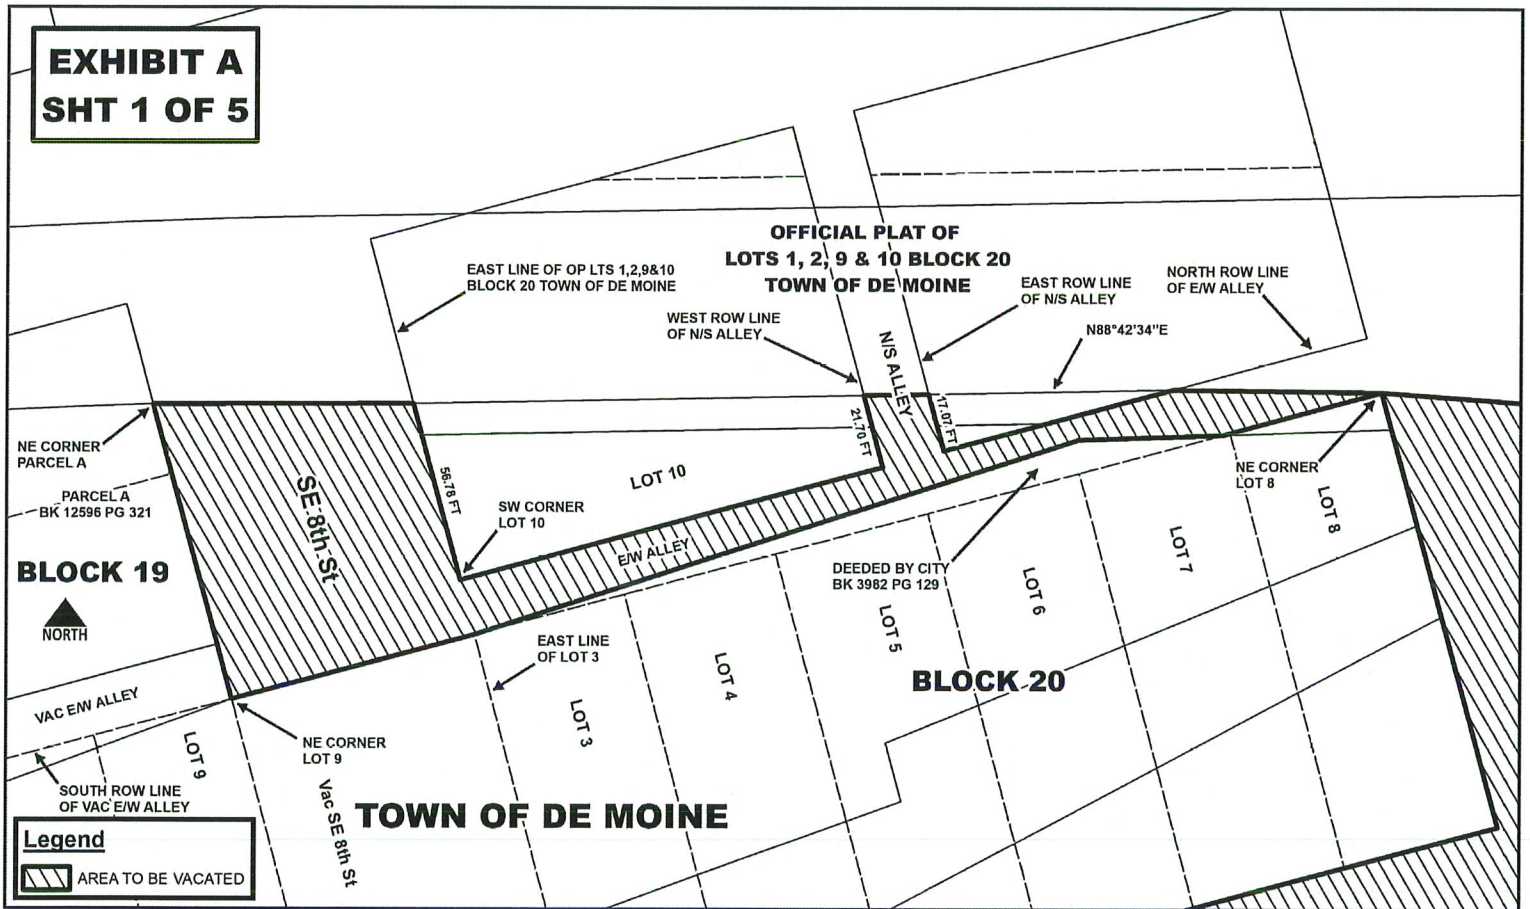 EXHIBIT A
SHT 1 OF 5
OFFICIAL PLAT OF
LOTS 1, 2, 9 & 10 BLOCK 20
TOWN OF DE MOINE
EAST LINE OF OP LTS 1,2,9&10
BLOCK 20 TOWN OF DE MOINE
EAST ROW LINE
OF N/S ALLEY
NORTH ROW LINE
OF E/W ALLEY
WEST ROW LINE
OF N/S ALLEY
N88°42'34"E
N/S ALLEY
21.70 FT
17.07 FT
NE CORNER
PARCEL A
PARCEL A
BK 12596 PG 321
SE 8th St
56.78 FT
LOT 10
SW CORNER
LOT 10
NE CORNER
LOT 8
LOT 8
BLOCK 19
NORTH
E/W ALLEY
DEEDED BY CITY
BK 3982 PG 129
LOT 7
LOT 6
LOT 5
EAST LINE
OF LOT 3
LOT 4
BLOCK 20
LOT 3
VAC E/W ALLEY
LOT 9
NE CORNER
LOT 9
SOUTH ROW LINE
OF VAC E/W ALLEY
Vac SE 8th St
TOWN OF DE MOINE
Legend
AREA TO BE VACATED